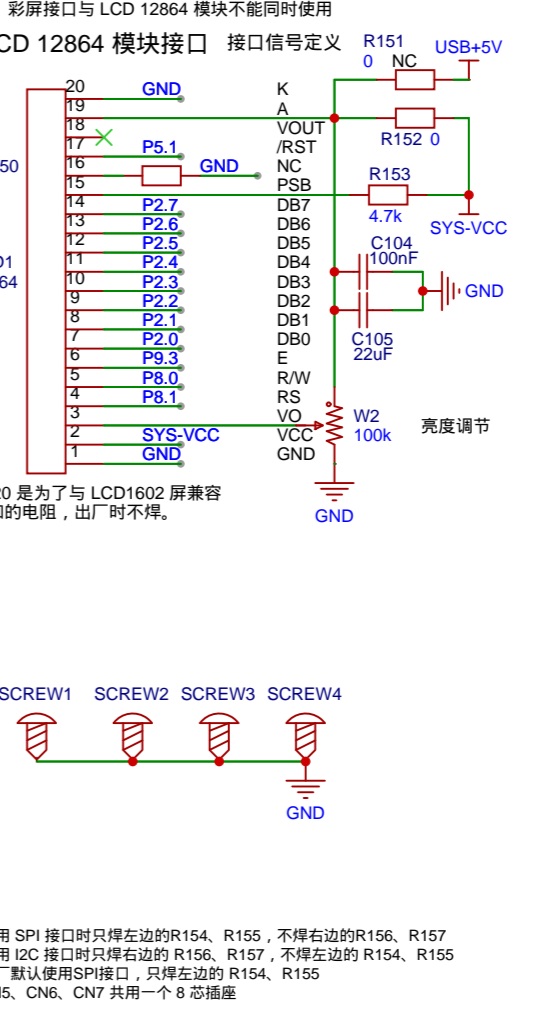 彩屏接口与 LCD 12864 模块不能同时使用
CD 12864 模块接口 接口信号定义
R151
0 NC
USB+5V
20 GND K
19 A
18 VOUT
R152 0
17 P5.1 /RST
50
16 GND NC
15 PSB
R153
4.7k
SYS-VCC
14 P2.7 DB7
13 P2.6 DB6
12 P2.5 DB5
11 P2.4 DB4
10 P2.3 DB3
9 P2.2 DB2
8 P2.1 DB1
7 P2.0 DB0
6 P9.3 E
5 P8.0 R/W
4 P8.1 RS
3 VO
2 SYS-VCC VCC
1 GND GND
D1
64
C104
100nF
GND
C105
22uF
W2
100k
亮度调节
GND
20 是为了与 LCD1602 屏兼容
的电阻，出厂时不焊。
SCREW1 SCREW2 SCREW3 SCREW4
GND
用 SPI 接口时只焊左边的R154、R155，不焊右边的R156、R157
用 I2C 接口时只焊右边的 R156、R157，不焊左边的 R154、R155
厂默认使用SPI接口，只焊左边的 R154、R155
N5、CN6、CN7 共用一个 8 芯插座